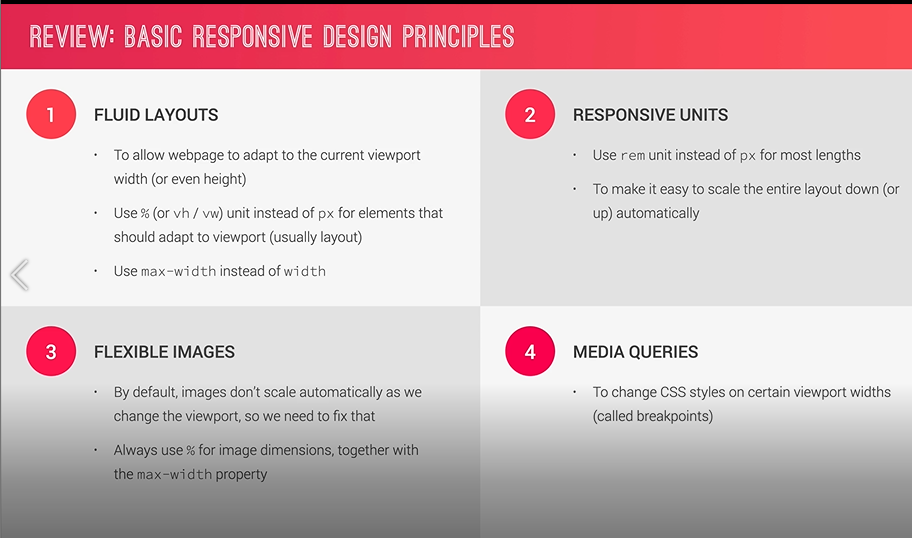 REVIEW: BASIC RESPONSIVE DESIGN PRINCIPLES
1
FLUID LAYOUTS
• To allow webpage to adapt to the current viewport
width (or even height)
• Use % (or vh / vw) unit instead of px for elements that
should adapt to viewport (usually layout)
• Use max-width instead of width
2
RESPONSIVE UNITS
• Use rem unit instead of px for most lengths
• To make it easy to scale the entire layout down (or
up) automatically
3
FLEXIBLE IMAGES
• By default, images don’t scale automatically as we
change the viewport, so we need to fix that
• Always use % for image dimensions, together with
the max-width property
4
MEDIA QUERIES
• To change CSS styles on certain viewport widths
(called breakpoints)